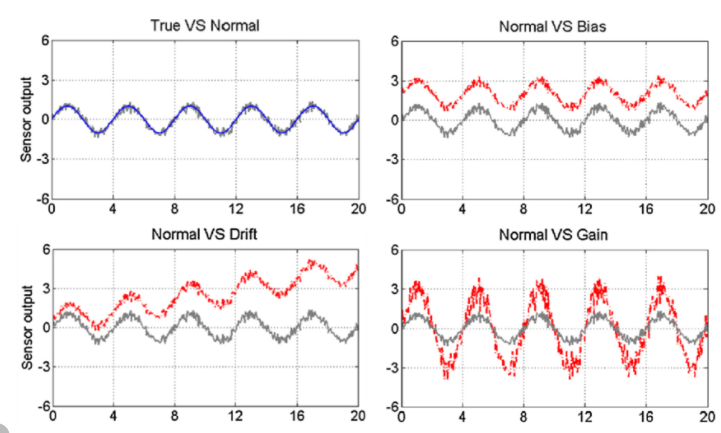 True VS Normal
Normal VS Bias
6
3
0
-3
-6
Sensor output
0 4 8 12 16 20
6
3
0
-3
-6
0 4 8 12 16 20
Normal VS Drift
Normal VS Gain
6
3
0
-3
-6
Sensor output
0 4 8 12 16 20
6
3
0
-3
-6
0 4 8 12 16 20